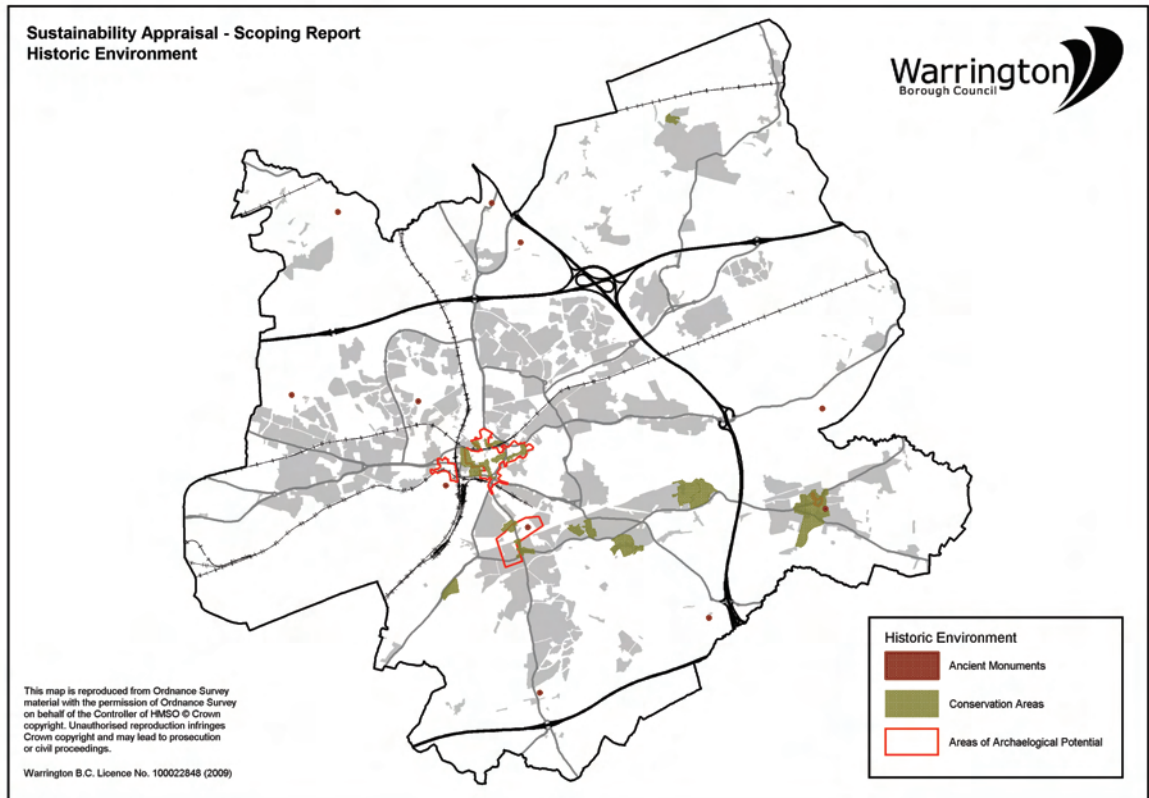 Sustainability Appraisal - Scoping Report
Historic Environment
Warrington
Borough Council
Historic Environment
Ancient Monuments
Conservation Areas
Areas of Archaelogical Potential
This map is reproduced from Ordnance Survey
material with the permission of Ordnance Survey
on behalf of the Controller of HMSO © Crown
copyright. Unauthorised reproduction infringes
Crown copyright and may lead to prosecution
or civil proceedings.
Warrington B.C. Licence No. 100022848 (2009)